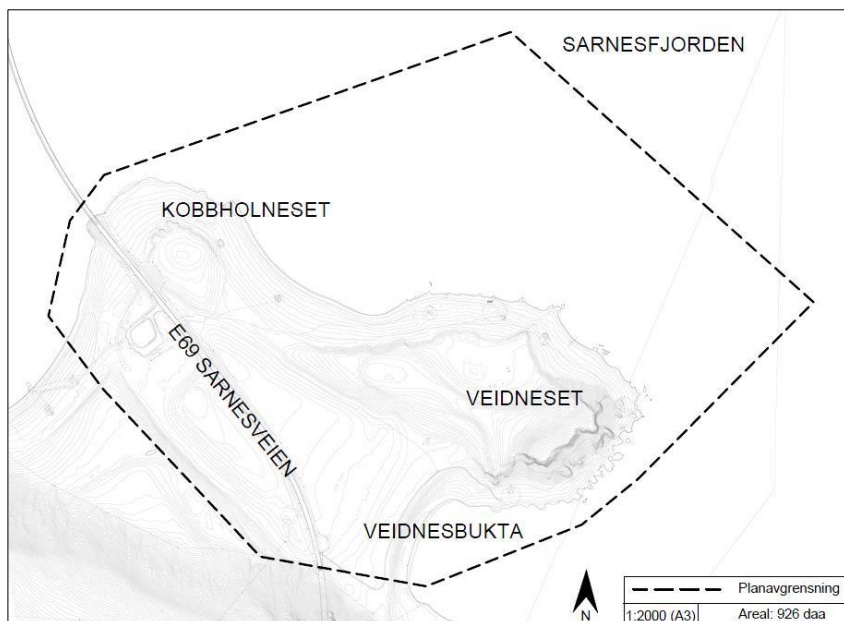 SARNESFJORDEN
KOBBHOLNESET
E69 SARNESVEIEN
VEIDNESET
VEIDNESBUKTA
N
Planavgrensning
1:2000 (A3) Areal: 926 daa